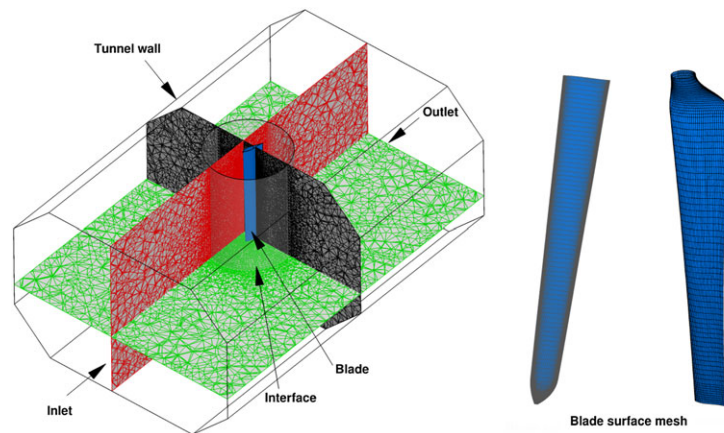 Tunnel wall
Outlet
Blade
Interface
Inlet
Blade surface mesh